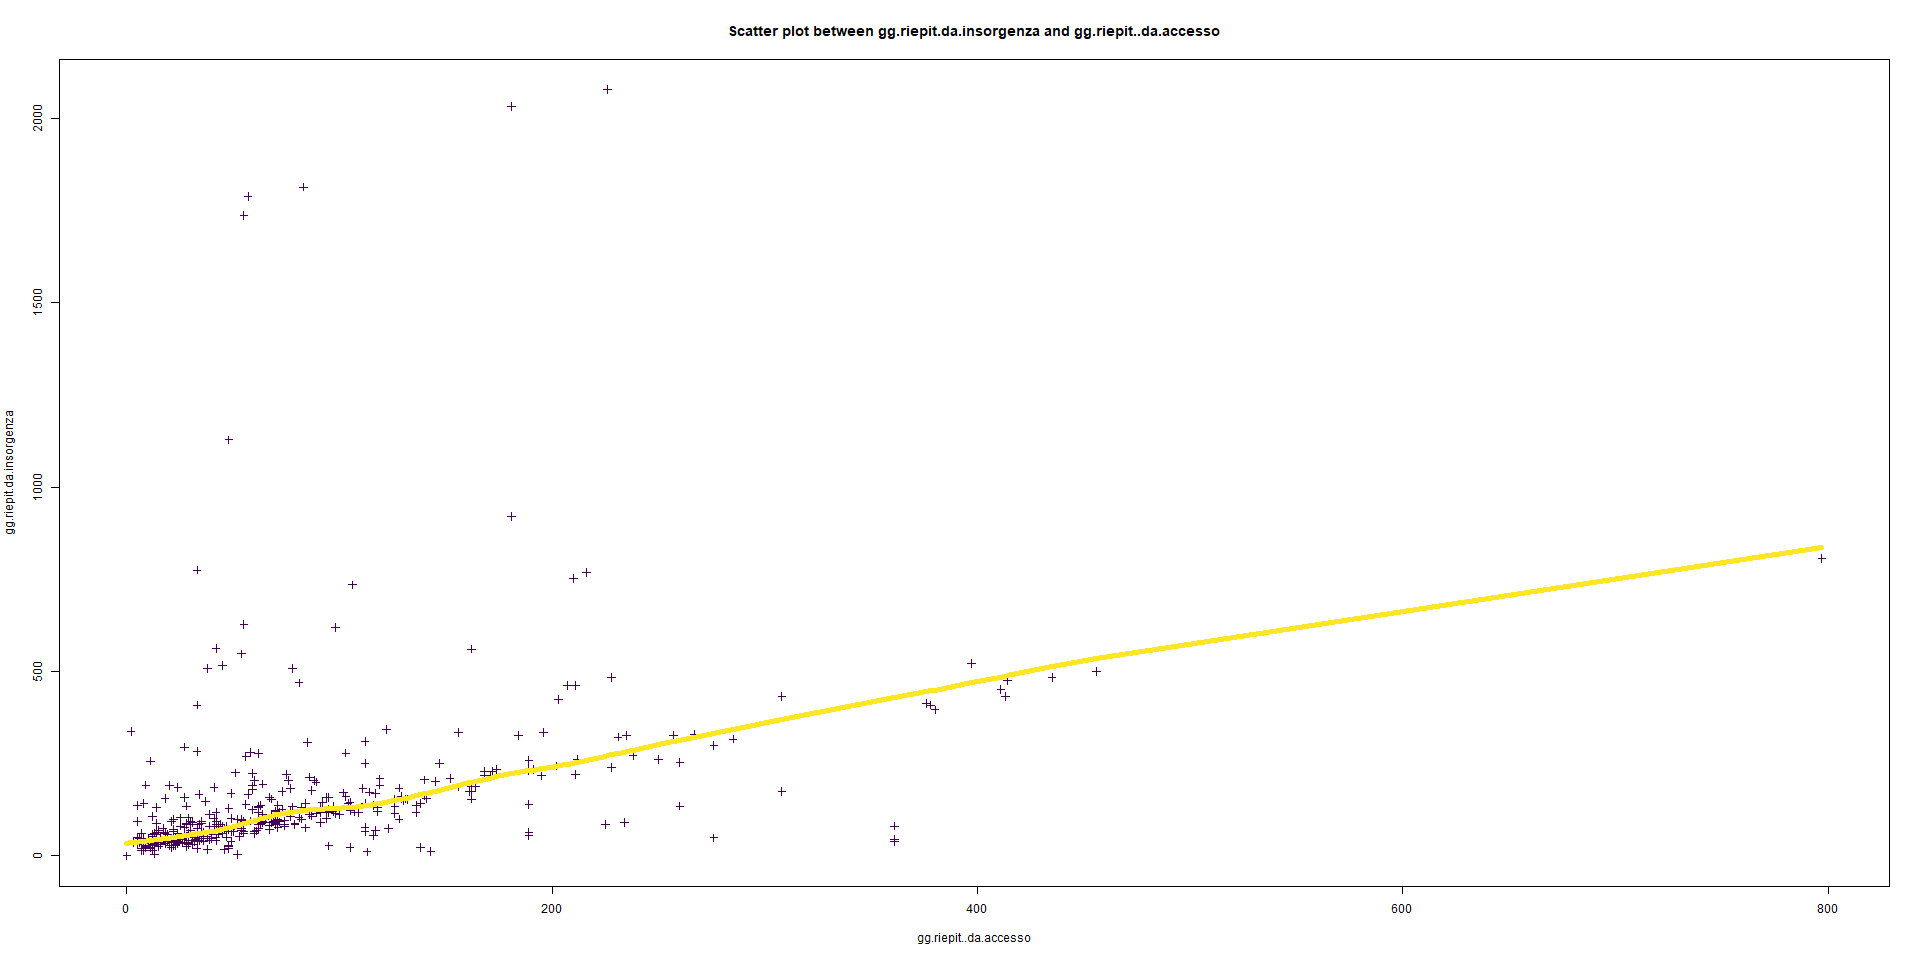 Scatter plot between gg.riepit.da.insorgenza and gg.riepit..da.accesso
gg.riepit.da.insorgenza
2000
1500
1000
500
0
0 200 400 600 800
gg.riepit..da.accesso